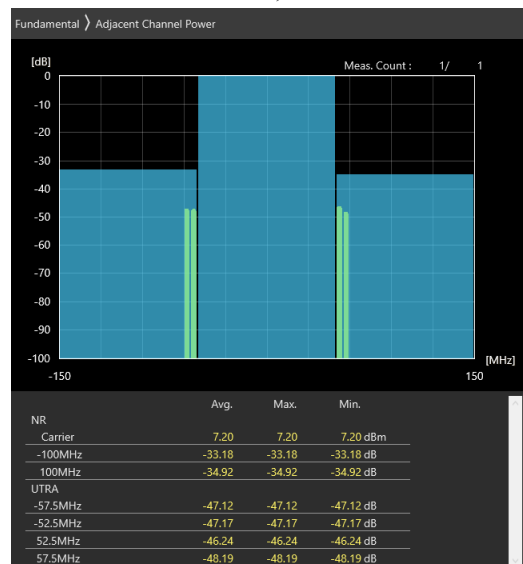 Fundamental 〉 Adjacent Channel Power
[dB]
Meas. Count : 1/ 1
0
-10
-20
-30
-40
-50
-60
-70
-80
-90
-100
[MHz]
-150 150
Avg. Max. Min.
NR
Carrier 7.20 7.20 7.20 dBm
-100MHz -33.18 -33.18 -33.18 dB
100MHz -34.92 -34.92 -34.92 dB
UTRA
-57.5MHz -47.12 -47.12 -47.12 dB
-52.5MHz -47.17 -47.17 -47.17 dB
52.5MHz -46.24 -46.24 -46.24 dB
57.5MHz -48.19 -48.19 -48.19 dB